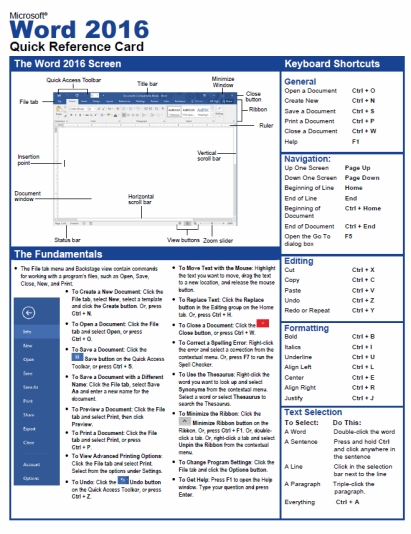 Microsoft®
Word 2016
Quick Reference Card
The Word 2016 Screen
Quick Access Toolbar
Title bar
Minimize
Window
Close
button
File tab
Ribbon
Ruler
Insertion
point
Vertical
scroll bar
Document
window
Horizontal
scroll bar
Status bar
View buttons
Zoom slider
The Fundamentals
• The File tab menu and Backstage view contain commands
for working with a program's files, such as Open, Save,
Close, New, and Print.
Info
New
Open
Save
Save As
Print
Share
Export
Close
Account
Options
• To Create a New Document: Click the
File tab, select New, select a template
and click the Create button. Or, press
Ctrl + N.
• To Open a Document: Click the File
tab and select Open, or press
Ctrl + O.
• To Save a Document: Click the
Save button on the Quick Access
Toolbar, or press Ctrl + S.
• To Save a Document with a Different
Name: Click the File tab, select Save
As and enter a new name for the
document.
• To Preview a Document: Click the File
tab and select Print, then click
Preview.
• To Print a Document: Click the File
tab and select Print, or press
Ctrl + P.
• To View Advanced Printing Options:
Click the File tab and select Print.
Select from the options under Settings.
• To Undo: Click the Undo button
on the Quick Access Toolbar, or press
Ctrl + Z.
• To Move Text with the Mouse: Highlight
the text you want to move, drag the text
to a new location, and release the mouse
button.
• To Replace Text: Click the Replace
button in the Editing group on the Home
tab. Or, press Ctrl + H.
• To Close a Document: Click the
Close button, or press Ctrl + W.
• To Correct a Spelling Error: Right-click
the error and select a correction from the
contextual menu. Or, press F7 to run the
Spell Checker.
• To Use the Thesaurus: Right-click the
word you want to look up and select
Synonyms from the contextual menu.
Select a word or select Thesaurus to
search the Thesaurus.
• To Minimize the Ribbon: Click the
Minimize Ribbon button on the
Ribbon. Or, press Ctrl + F1. Or, double-
click a tab. Or, right-click a tab and select
Unpin the Ribbon from the contextual
menu.
• To Change Program Settings: Click the
File tab and click the Options button.
• To Get Help: Press F1 to open the Help
window. Type your question and press
Enter.
Keyboard Shortcuts
General
Open a Document Ctrl + O
Create New Ctrl + N
Save a Document Ctrl + S
Print a Document Ctrl + P
Close a Document Ctrl + W
Help F1
Navigation:
Up One Screen Page Up
Down One Screen Page Down
Beginning of Line Home
End of Line End
Beginning of Ctrl + Home
Document
End of Document Ctrl + End
Open the Go To F5
dialog box
Editing
Cut Ctrl + X
Copy Ctrl + C
Paste Ctrl + V
Undo Ctrl + Z
Redo or Repeat Ctrl + Y
Formatting
Bold Ctrl + B
Italics Ctrl + I
Underline Ctrl + U
Align Left Ctrl + L
Center Ctrl + E
Align Right Ctrl + R
Justify Ctrl + J
Text Selection
To Select: Do This:
A Word Double-click the word
A Sentence Press and hold Ctrl
and click anywhere in
the sentence
A Line Click in the selection
bar next to the line
A Paragraph Triple-click the
paragraph.
Everything Ctrl + A